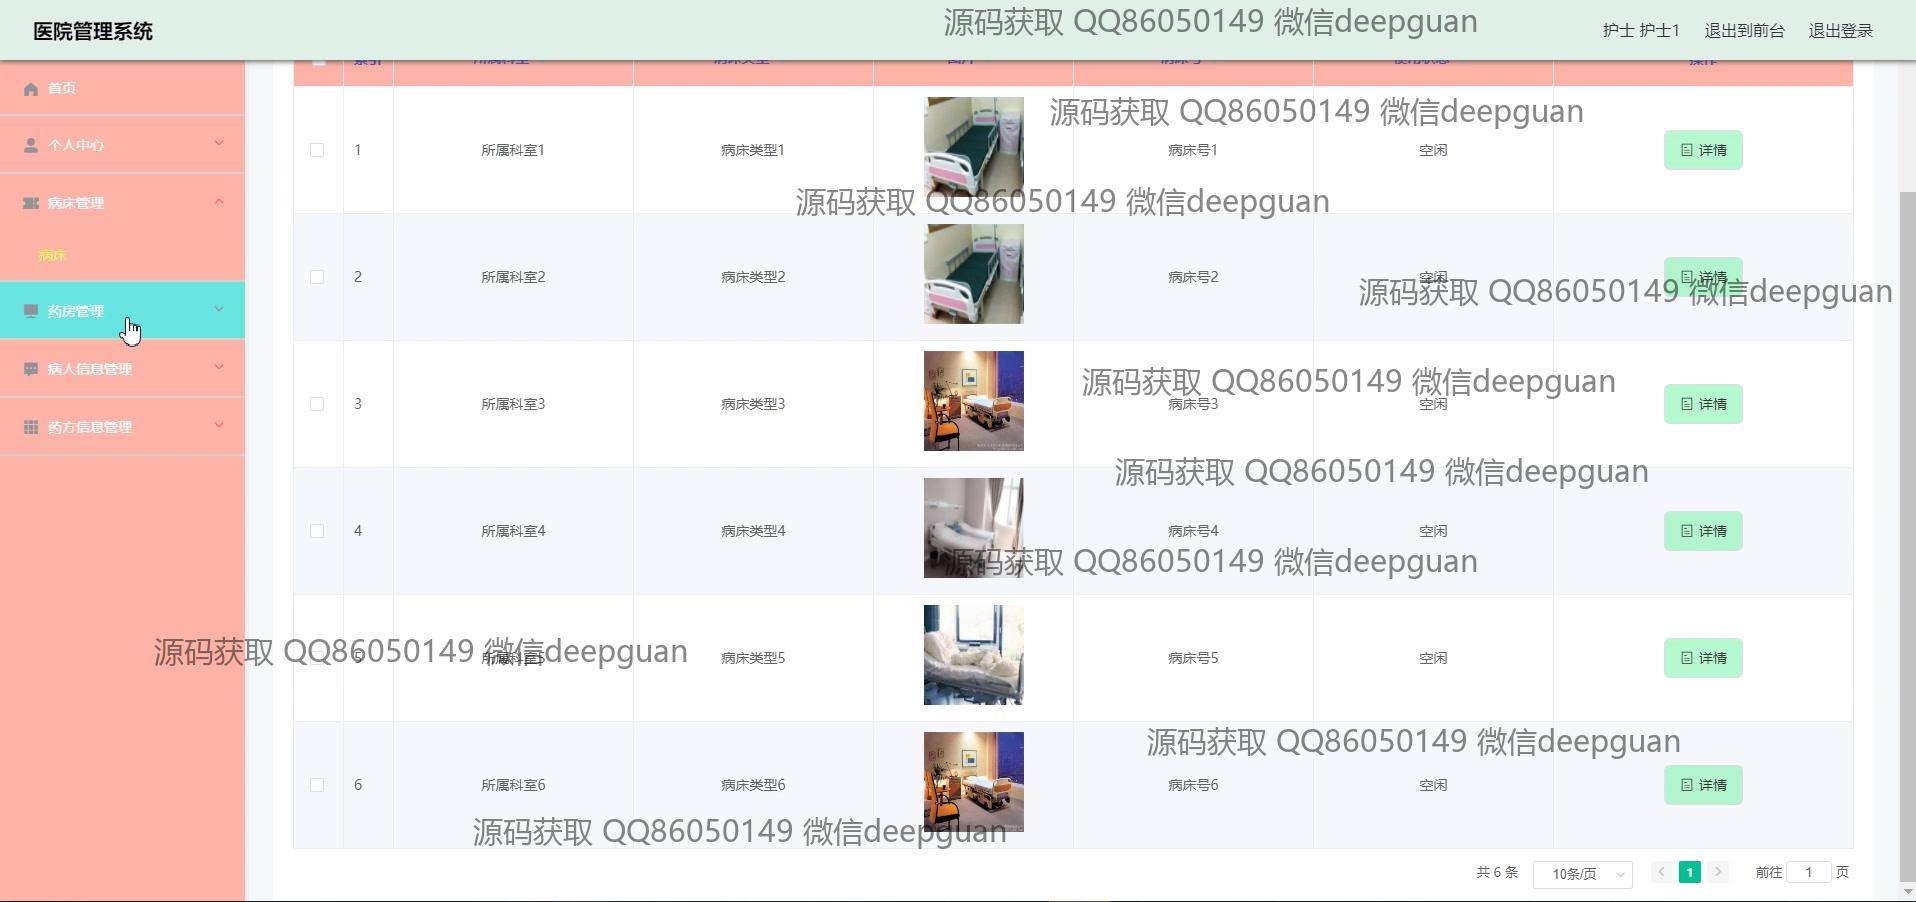 医院管理系统
源码获取 QQ86050149 微信deepguan
护士 护士1 退出到前台 退出登录
首页
个人中心
病床管理
病床
药房管理
病人信息管理
药方信息管理
源码获取 QQ86050149 微信deepguan
1 所属科室1 病床类型1 病床号1 空闲 详情
源码获取 QQ86050149 微信deepguan
2 所属科室2 病床类型2 病床号2 空闲 详情
源码获取 QQ86050149 微信deepguan
源码获取 QQ86050149 微信deepguan
3 所属科室3 病床类型3 病床号3 空闲 详情
源码获取 QQ86050149 微信deepguan
4 所属科室4 病床类型4 病床号4 空闲 详情
源码获取 QQ86050149 微信deepguan
源码获取 QQ86050149 微信deepguan
5 所属科室5 病床类型5 病床号5 空闲 详情
源码获取 QQ86050149 微信deepguan
6 所属科室6 病床类型6 病床号6 空闲 详情
源码获取 QQ86050149 微信deepguan
共 6 条 10条/页 1 前往 1 页